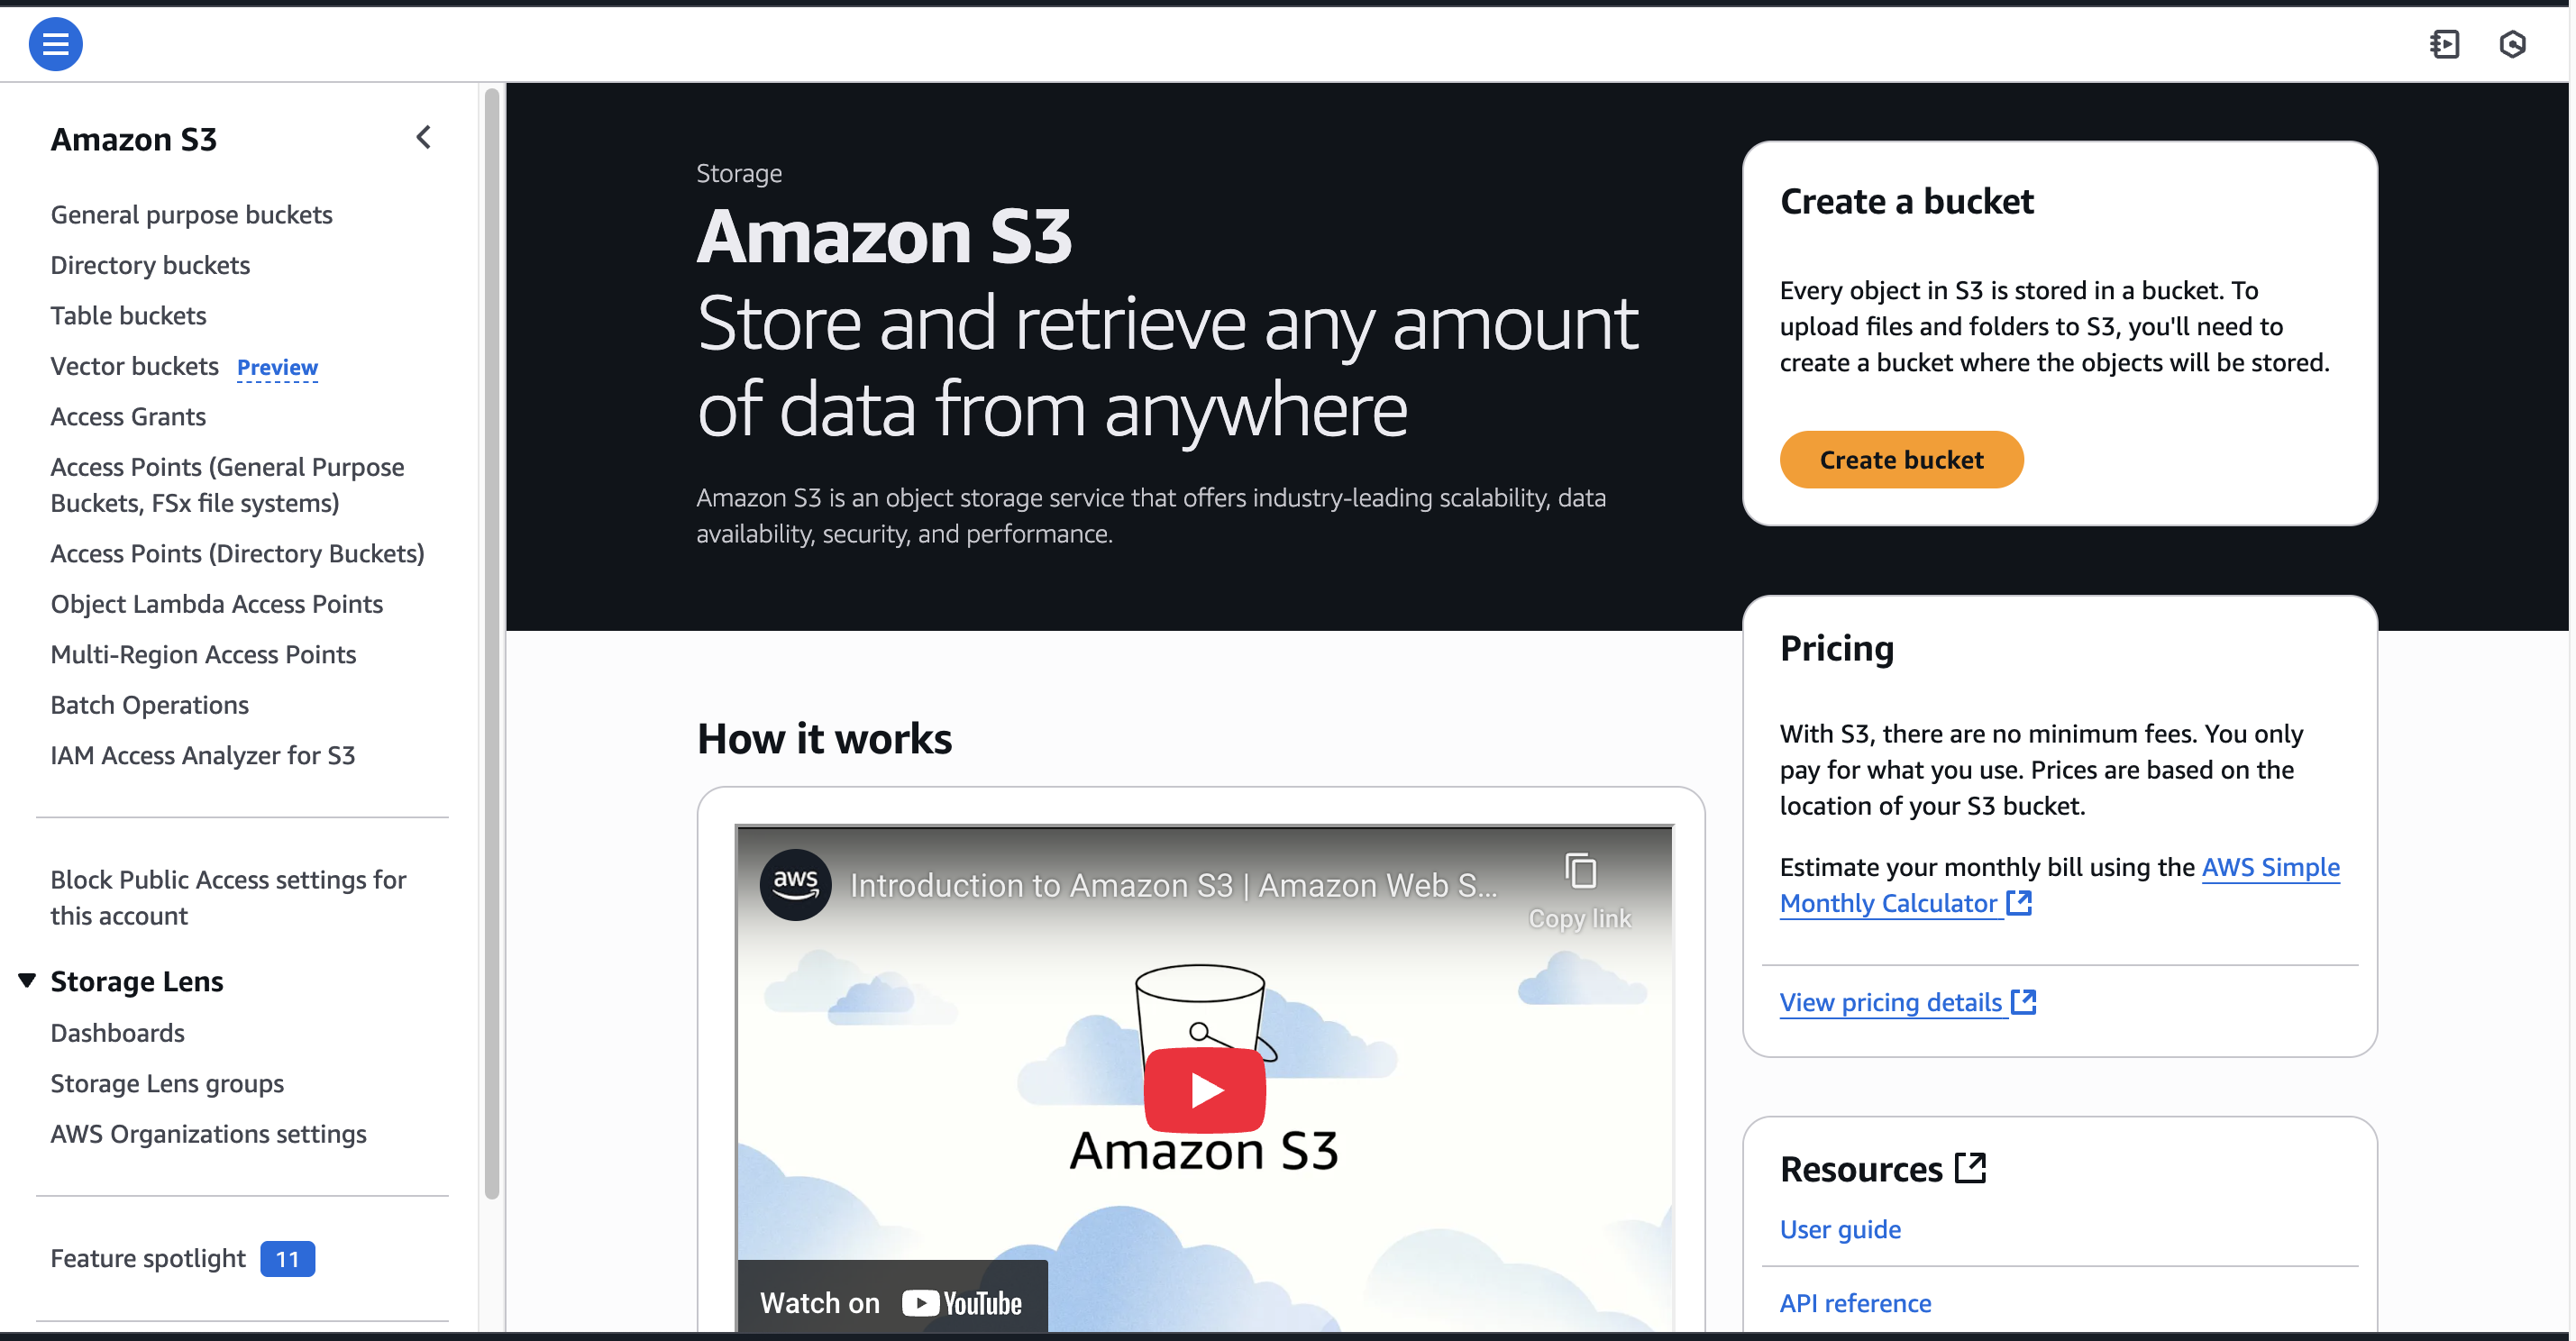 Amazon S3
General purpose buckets
Directory buckets
Table buckets
Vector buckets Preview
Access Grants
Access Points (General Purpose
Buckets, FSx file systems)
Access Points (Directory Buckets)
Object Lambda Access Points
Multi-Region Access Points
Batch Operations
IAM Access Analyzer for S3
Block Public Access settings for
this account
Storage Lens
Dashboards
Storage Lens groups
AWS Organizations settings
Feature spotlight 11
Storage
Amazon S3
Store and retrieve any amount
of data from anywhere
Amazon S3 is an object storage service that offers industry-leading scalability, data
availability, security, and performance.
How it works
aws Introduction to Amazon S3 | Amazon Web S...
Copy link
Amazon S3
Watch on YouTube
Create a bucket
Every object in S3 is stored in a bucket. To
upload files and folders to S3, you'll need to
create a bucket where the objects will be stored.
Create bucket
Pricing
With S3, there are no minimum fees. You only
pay for what you use. Prices are based on the
location of your S3 bucket.
Estimate your monthly bill using the AWS Simple
Monthly Calculator
View pricing details
Resources
User guide
API reference